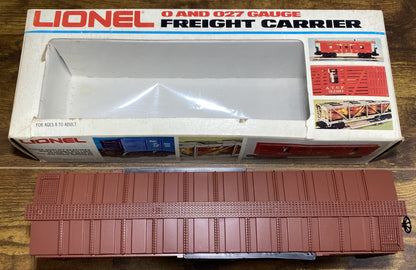 LIONEL
O AND O27 GAUGE
FREIGHT CARRIER
A.T.S.F.
FOR AGES 8 TO ADULT
LIONEL